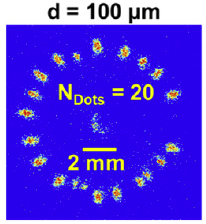 d = 100 µm
N_Dots = 20
2 mm